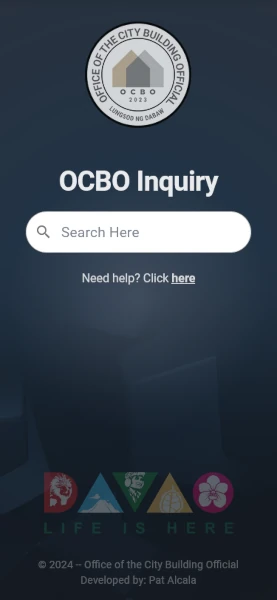 OFFICE OF THE CITY BUILDING OFFICIAL
OCBO
2023
LUNGSOD NG DABAW
OCBO Inquiry
Search Here
Need help? Click here
DAVAO
LIFE IS HERE
© 2024 – Office of the City Building Official
Developed by: Pat Alcala